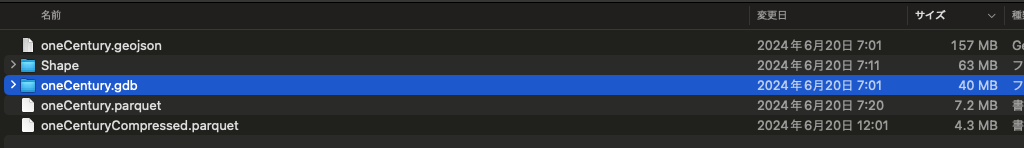 名前 変更日 サイズ 種類
oneCentury.geojson 2024年6月20日 7:01 157 MB Ge
Shape 2024年6月20日 7:11 63 MB フ
oneCentury.gdb 2024年6月20日 7:01 40 MB フ
oneCentury.parquet 2024年6月20日 7:20 7.2 MB 書
oneCenturyCompressed.parquet 2024年6月20日 12:01 4.3 MB 書